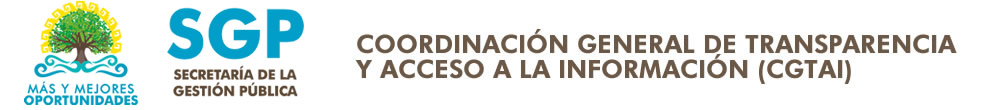 MÁS Y MEJORES
OPORTUNIDADES
SGP
SECRETARÍA DE LA
GESTIÓN PÚBLICA
COORDINACIÓN GENERAL DE TRANSPARENCIA
Y ACCESO A LA INFORMACIÓN (CGTAI)